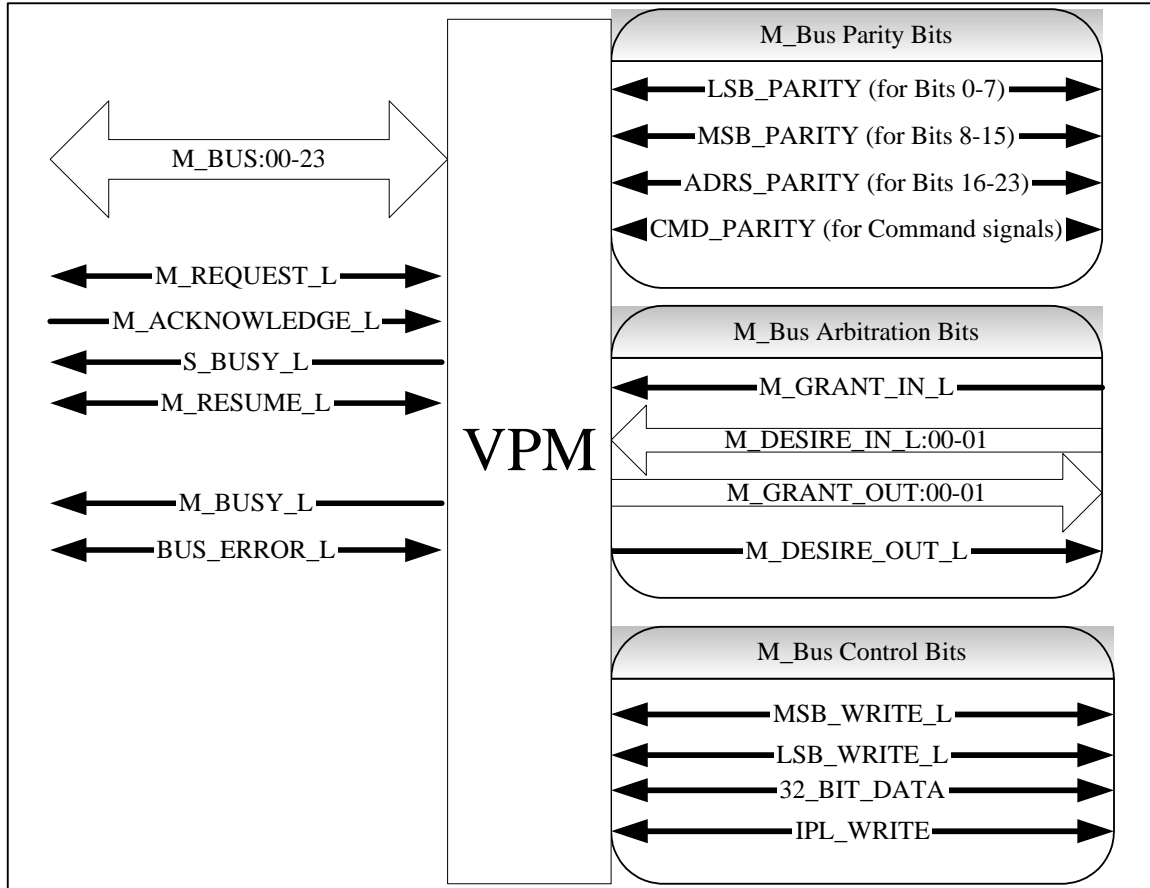 M_BUS:00-23
M_REQUEST_L
M_ACKNOWLEDGE_L
S_BUSY_L
M_RESUME_L
M_BUSY_L
BUS_ERROR_L
VPM
M_Bus Parity Bits
LSB_PARITY (for Bits 0-7)
MSB_PARITY (for Bits 8-15)
ADRS_PARITY (for Bits 16-23)
CMD_PARITY (for Command signals)
M_Bus Arbitration Bits
M_GRANT_IN_L
M_DESIRE_IN_L:00-01
M_GRANT_OUT:00-01
M_DESIRE_OUT_L
M_Bus Control Bits
MSB_WRITE_L
LSB_WRITE_L
32_BIT_DATA
IPL_WRITE